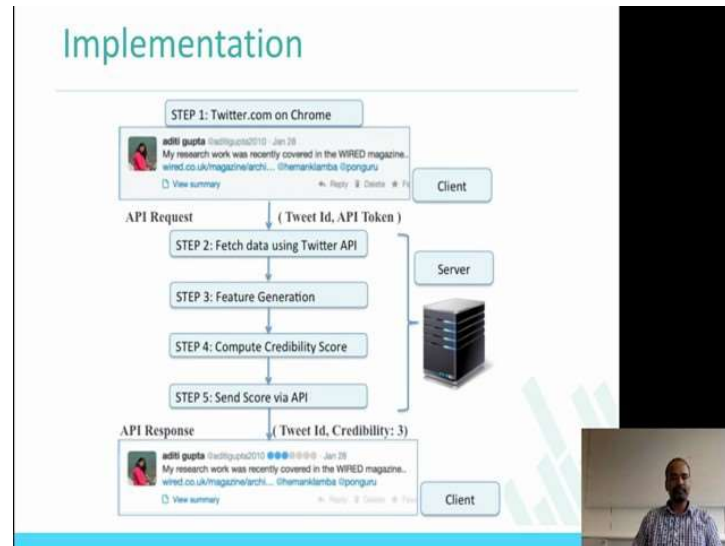 Implementation
STEP 1: Twitter.com on Chrome
aditi gupta @aditigupta2010 · Jan 28
My research work was recently covered in the WIRED magazine..
wired.co.uk/magazine/archi... @hemanklamba @ponguru
View summary
Reply Delete
Client
API Request ( Tweet Id, API Token )
STEP 2: Fetch data using Twitter API
Server
STEP 3: Feature Generation
STEP 4: Compute Credibility Score
STEP 5: Send Score via API
API Response ( Tweet Id, Credibility: 3)
aditi gupta @aditigupta2010 Jan 28
My research work was recently covered in the WIRED magazine..
wired.co.uk/magazine/archi... @hemanklamba @ponguru
View summary
Reply Delete
Client